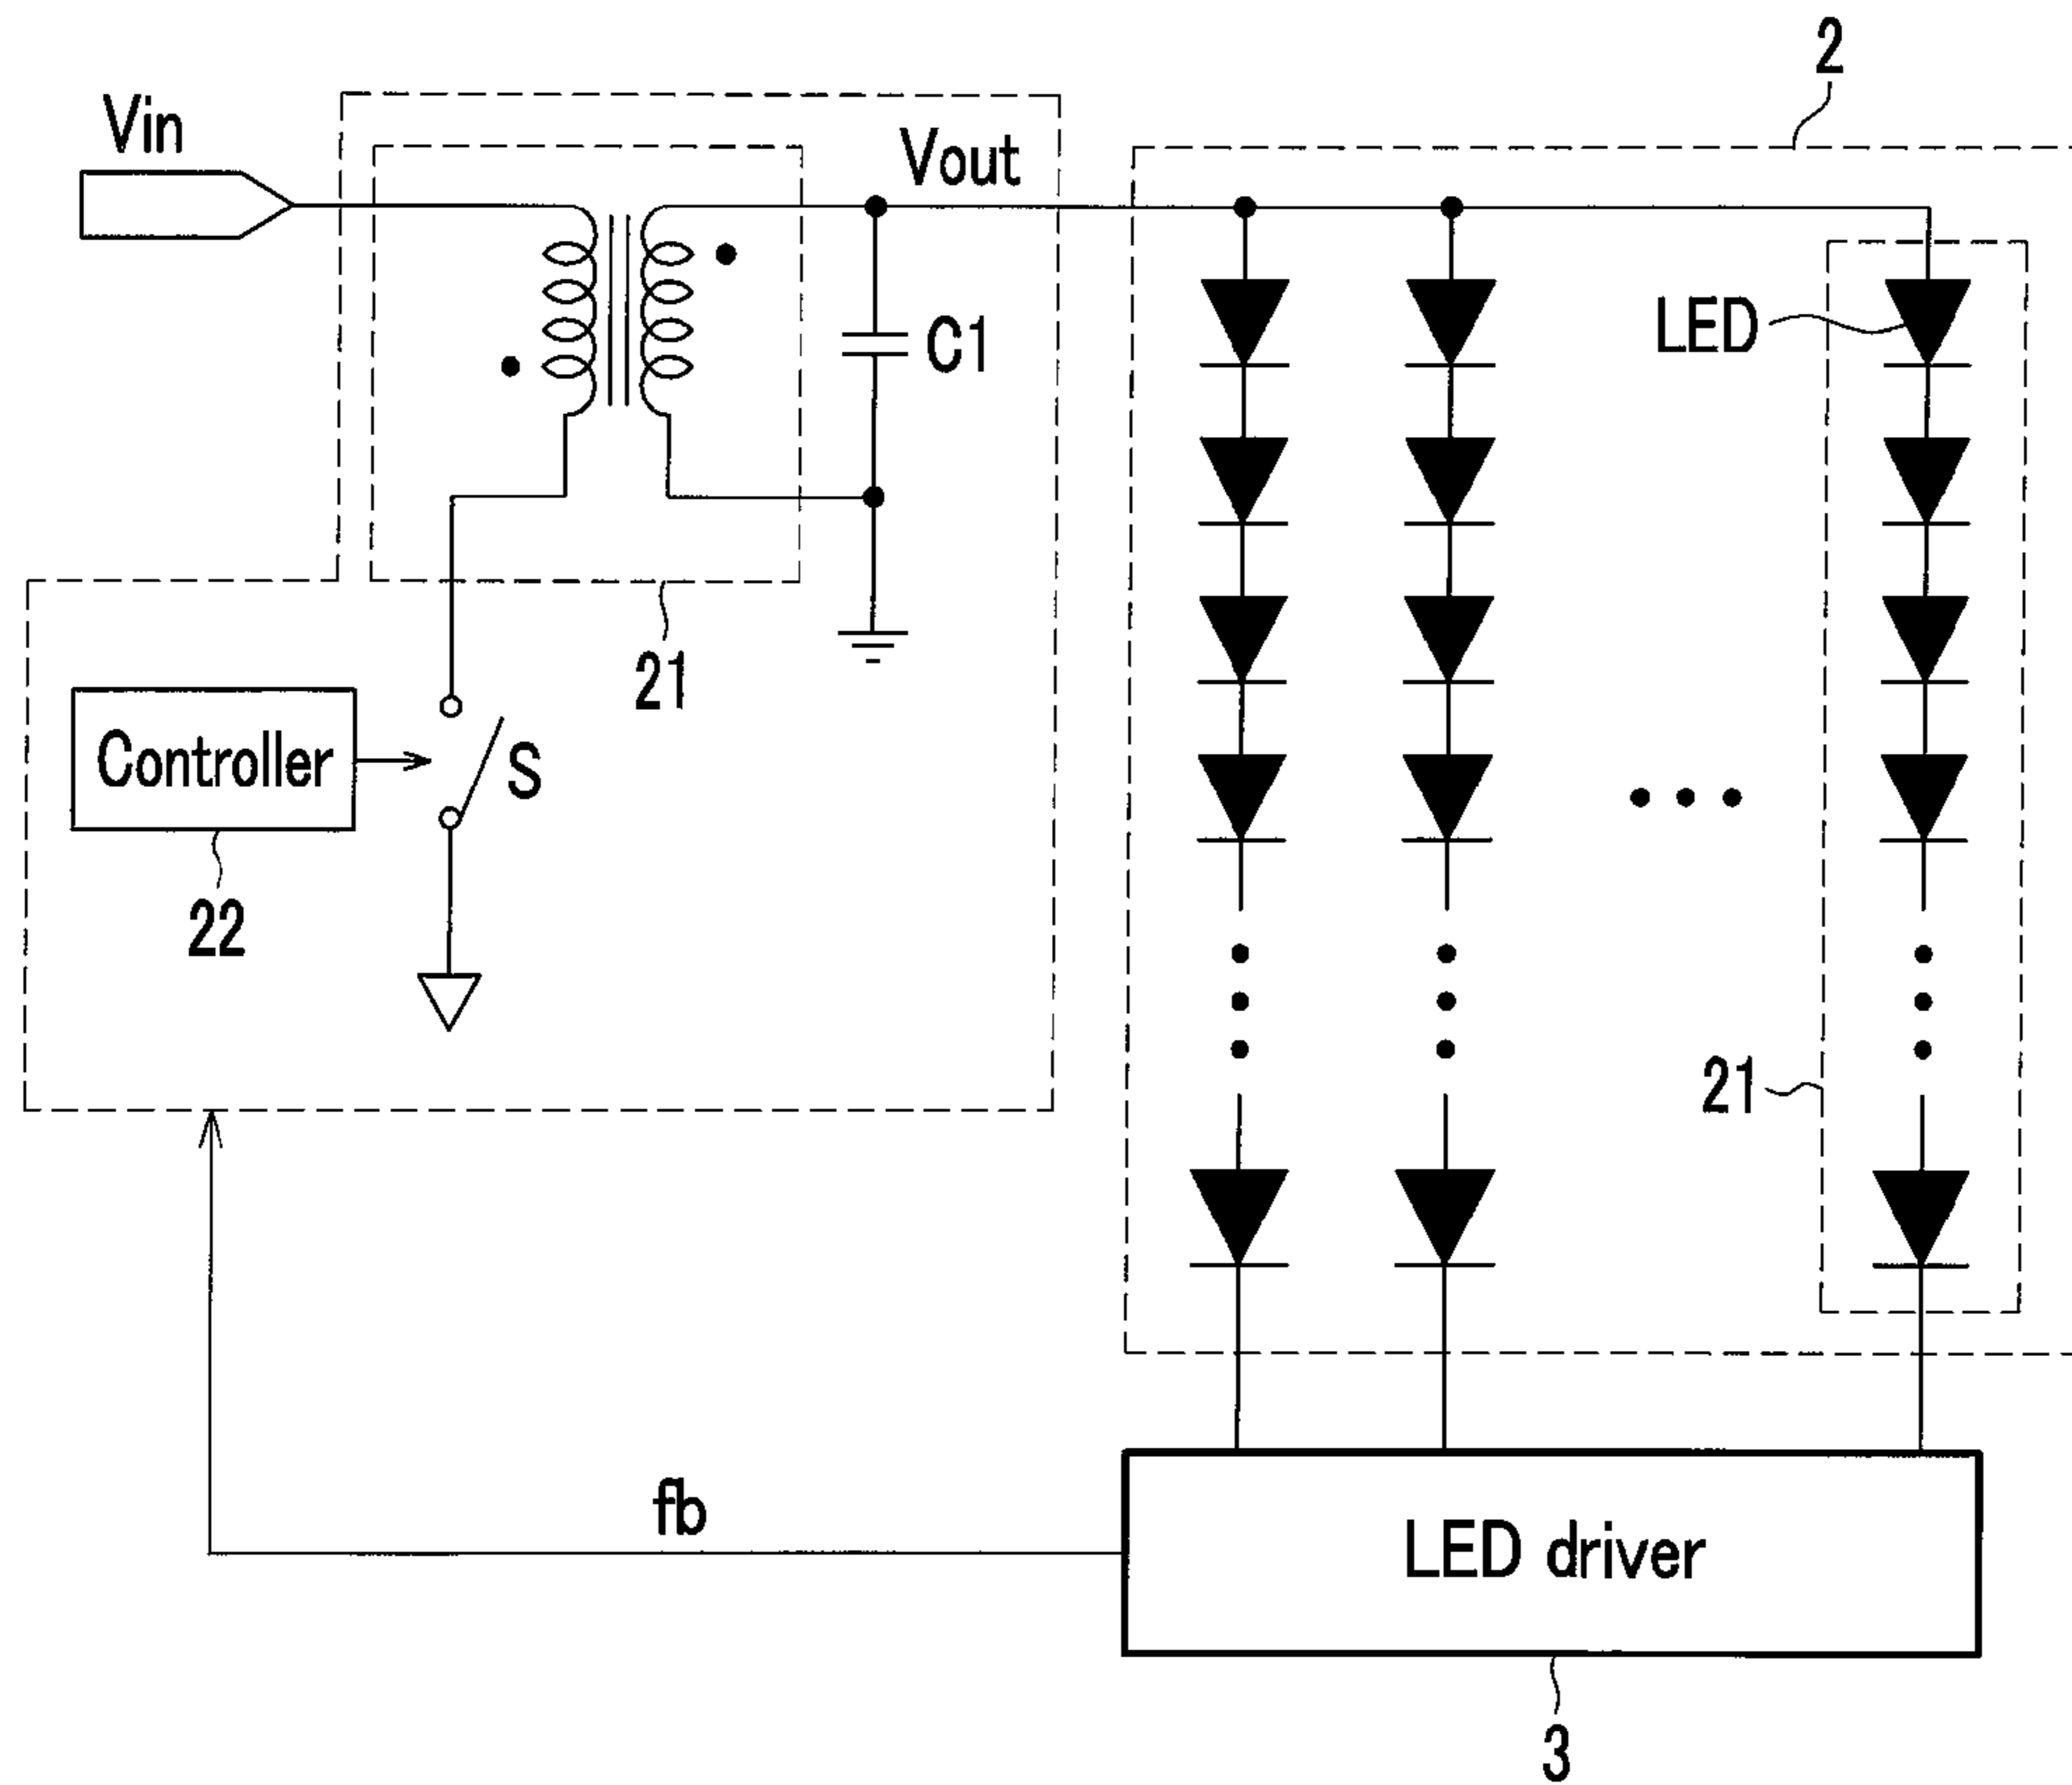 2
Vin
Vout
LED
C1
21
Controller
S
22
21
fb
LED driver
3